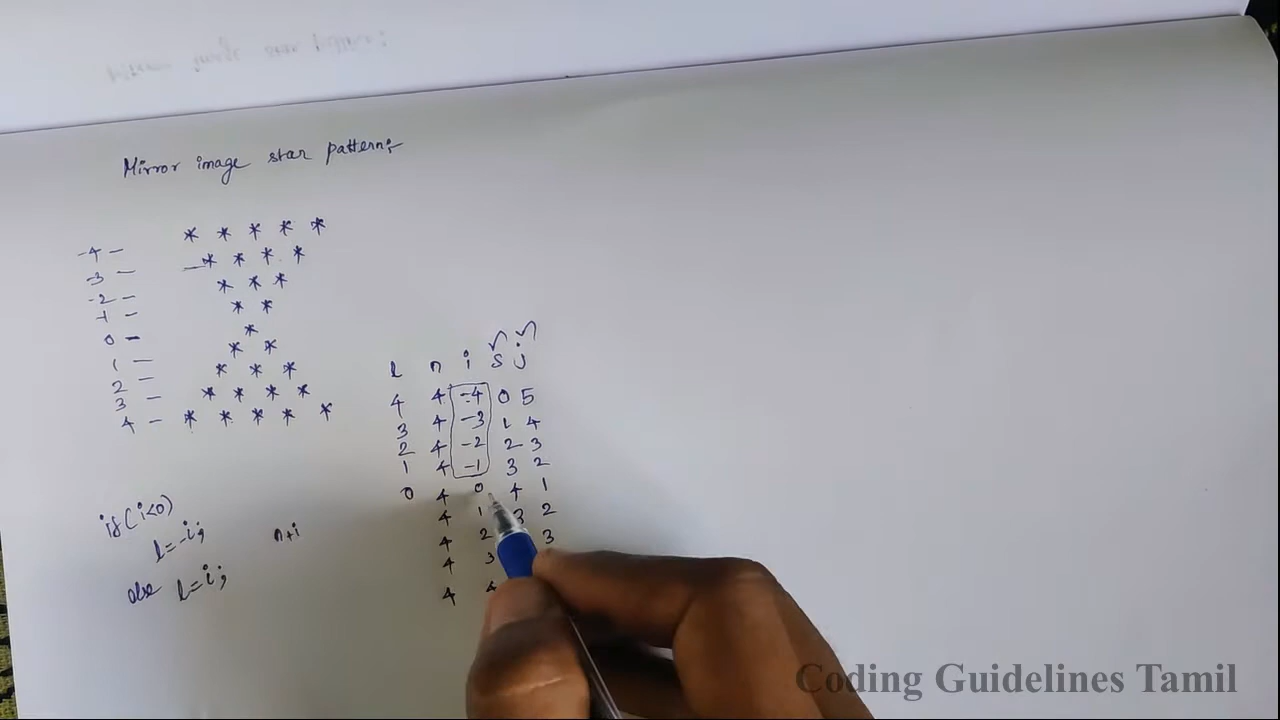 Mirror image star pattern:
* * * * *
-4 -
-3 - - * * * *
-2 - * * *
-1 - * *
0 - *
1 - * *
2 - * * *
3 - * * * *
4 - * * * * *
l n i s j
4 4 -4 0 5
3 4 -3 1 4
2 4 -2 2 3
1 4 -1 3 2
0 4 0 4 1
4 1 3 2
4 2 3
4 3
4 4
if(i<0)
l=-i;
else l=i;
n+i
Coding Guidelines Tamil